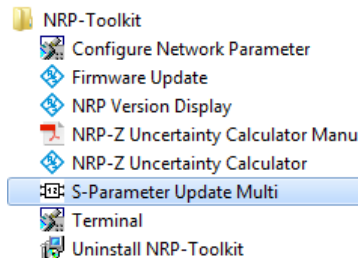 NRP-Toolkit
Configure Network Parameter
Firmware Update
NRP Version Display
NRP-Z Uncertainty Calculator Manu
NRP-Z Uncertainty Calculator
S-Parameter Update Multi
Terminal
Uninstall NRP-Toolkit